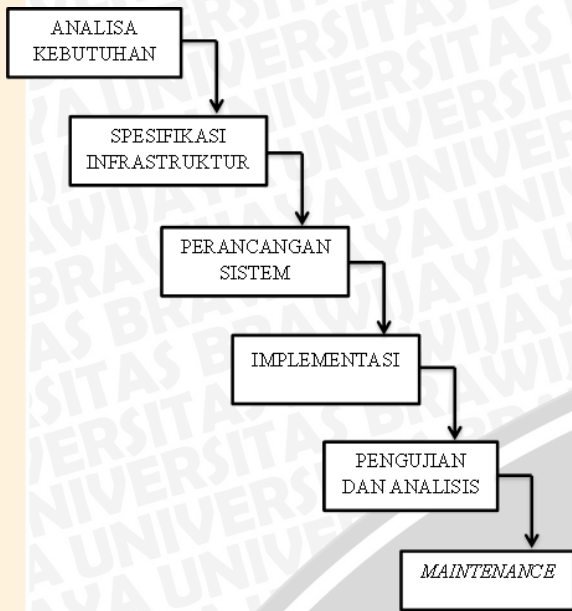 ANALISA
KEBUTUHAN
SPESIFIKASI
INFRASTRUKTUR
PERANCANGAN
SISTEM
IMPLEMENTASI
PENGUJIAN
DAN ANALISIS
MAINTENANCE